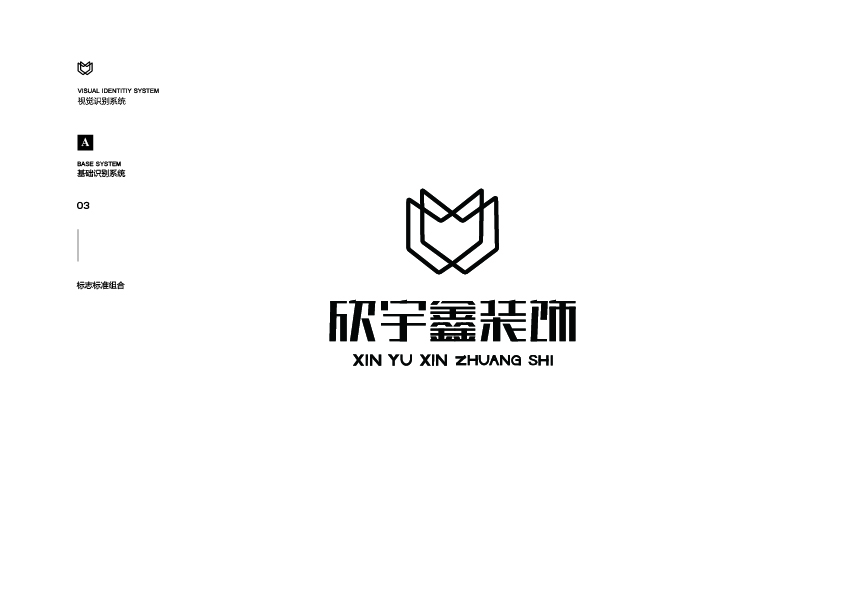 VISUAL IDENTITIY SYSTEM
视觉识别系统
A
BASE SYSTEM
基础识别系统
03
标志标准组合
欣宇鑫装饰
XIN YU XIN ZHUANG SHI